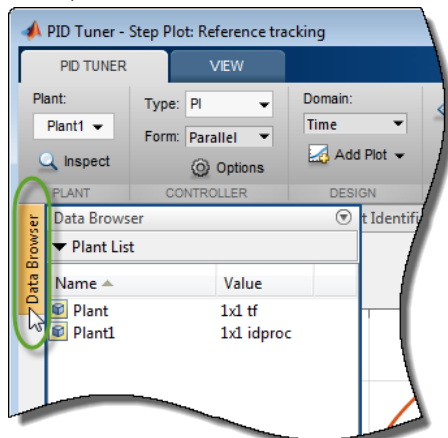 PID Tuner - Step Plot: Reference tracking
PID TUNER VIEW
Plant: Type: PI Domain:
Plant1 Form: Parallel Time
Inspect Options Add Plot
PLANT CONTROLLER DESIGN
Data Browser
Data Browser t Identifi
Plant List
Name Value
Plant 1x1 tf
Plant1 1x1 idproc